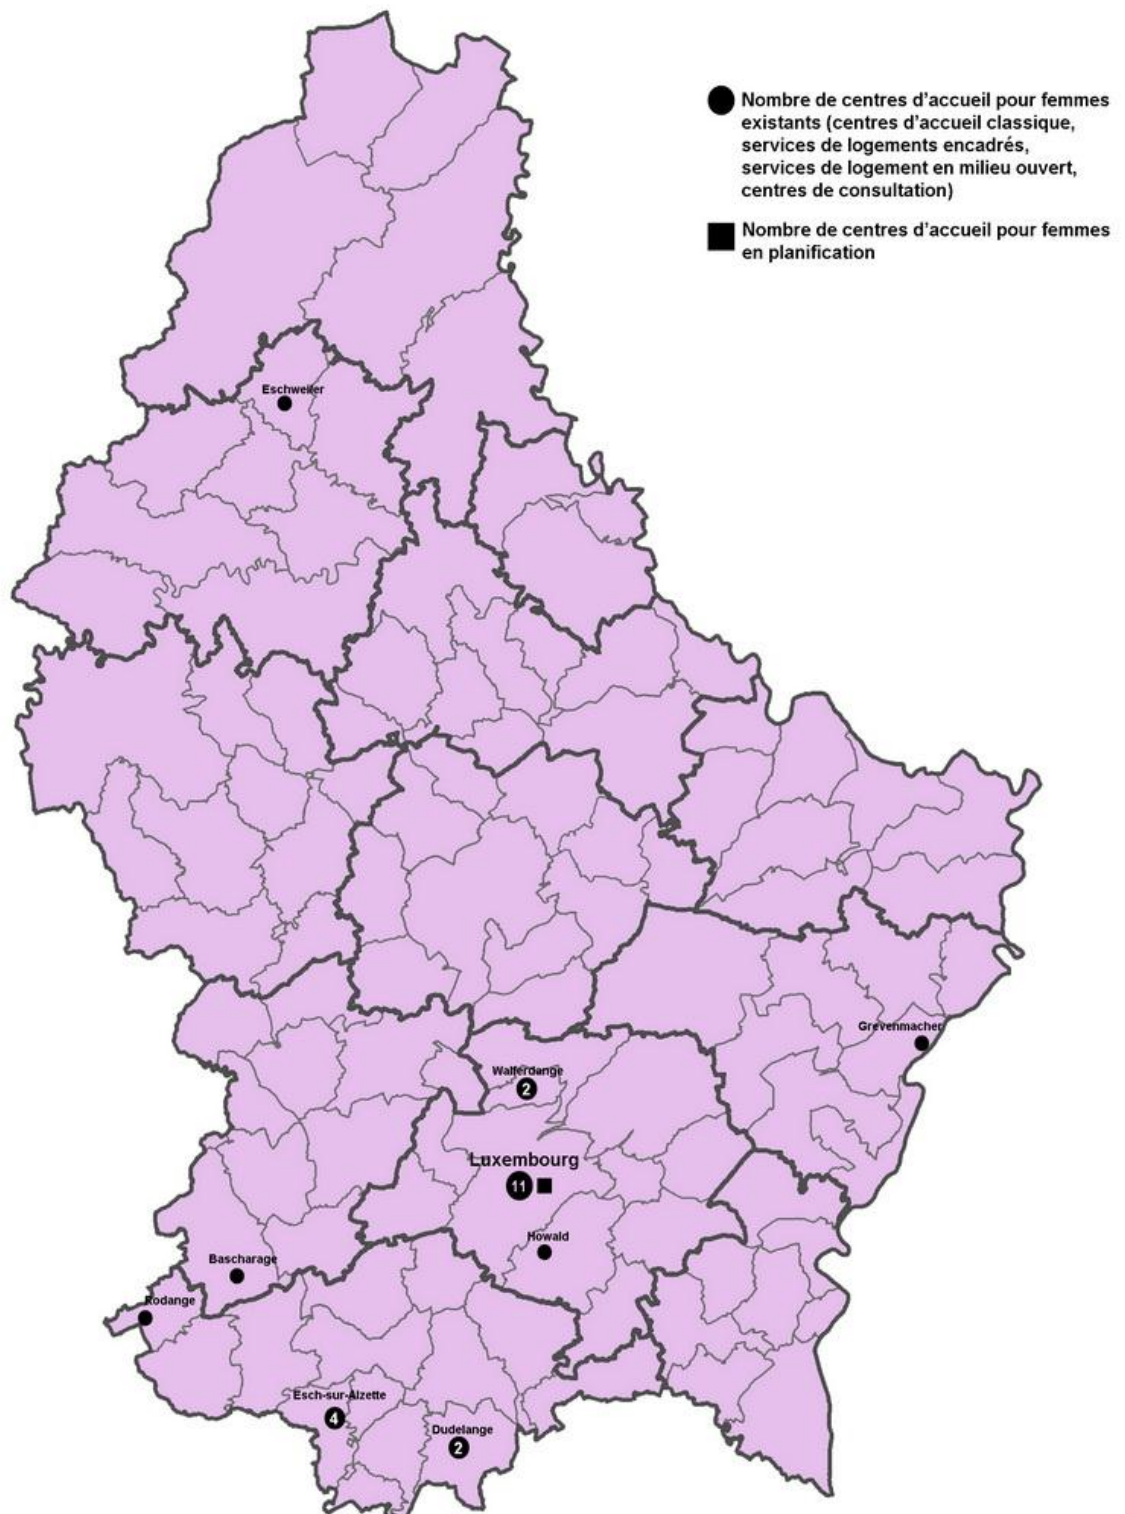 Nombre de centres d'accueil pour femmes
existants (centres d'accueil classique,
services de logements encadrés,
services de logement en milieu ouvert,
centres de consultation)
Nombre de centres d'accueil pour femmes
en planification
Eschweiler
Grevenmacher
Walferdange
2
Luxembourg
11
Howald
Bascharage
Rodange
Esch-sur-Alzette
4
Dudelange
2